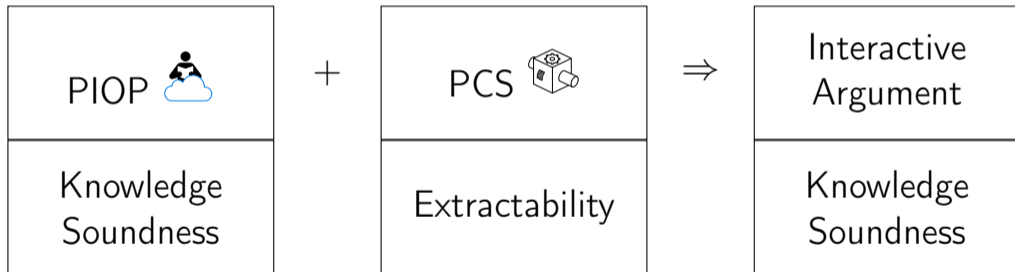 PIOP
+
PCS
⇒
Interactive
Argument
Knowledge
Soundness
Extractability
Knowledge
Soundness